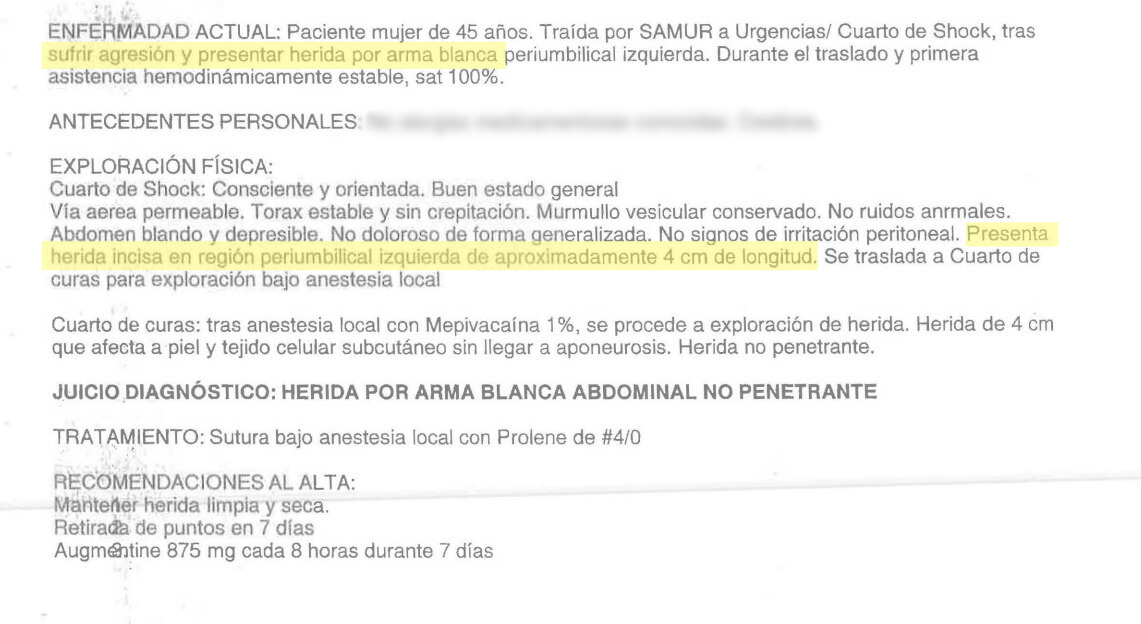 ENFERMADAD ACTUAL: Paciente mujer de 45 años. Traída por SAMUR a Urgencias/ Cuarto de Shock, tras
sufrir agresión y presentar herida por arma blanca periumbilical izquierda. Durante el traslado y primera
asistencia hemodinámicamente estable, sat 100%.
ANTECEDENTES PERSONALES:
EXPLORACIÓN FÍSICA:
Cuarto de Shock: Consciente y orientada. Buen estado general
Vía aerea permeable. Torax estable y sin crepitación. Murmullo vesicular conservado. No ruidos anrmales.
Abdomen blando y depresible. No doloroso de forma generalizada. No signos de irritación peritoneal. Presenta
herida incisa en región periumbilical izquierda de aproximadamente 4 cm de longitud. Se traslada a Cuarto de
curas para exploración bajo anestesia local
Cuarto de curas: tras anestesia local con Mepivacaína 1%, se procede a exploración de herida. Herida de 4 cm
que afecta a piel y tejido celular subcutáneo sin llegar a aponeurosis. Herida no penetrante.
JUICIO DIAGNÓSTICO: HERIDA POR ARMA BLANCA ABDOMINAL NO PENETRANTE
TRATAMIENTO: Sutura bajo anestesia local con Prolene de #4/0
RECOMENDACIONES AL ALTA:
Mantener herida limpia y seca.
Retirada de puntos en 7 días
Augmentine 875 mg cada 8 horas durante 7 días